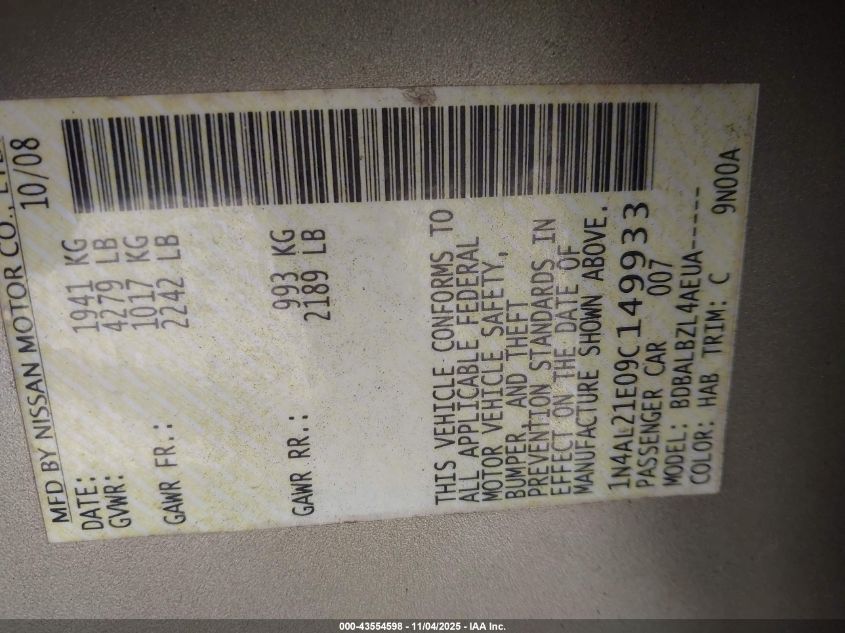 MFD BY NISSAN MOTOR CO.,
DATE: 10/08
GVWR: 1941 KG
4279 LB
GAWR FR.: 1017 KG
2242 LB
GAWR RR.: 993 KG
2189 LB
THIS VEHICLE CONFORMS TO
ALL APPLICABLE FEDERAL
MOTOR VEHICLE SAFETY,
BUMPER, AND THEFT
PREVENTION STANDARDS IN
EFFECT ON THE DATE OF
MANUFACTURE SHOWN ABOVE.
1N4AL21E09C149933
PASSENGER CAR 007
MODEL: BDBALBZL4AEUA-----
COLOR: HAB TRIM: C 9N00A
000-43554598 - 11/04/2025 - IAA Inc.